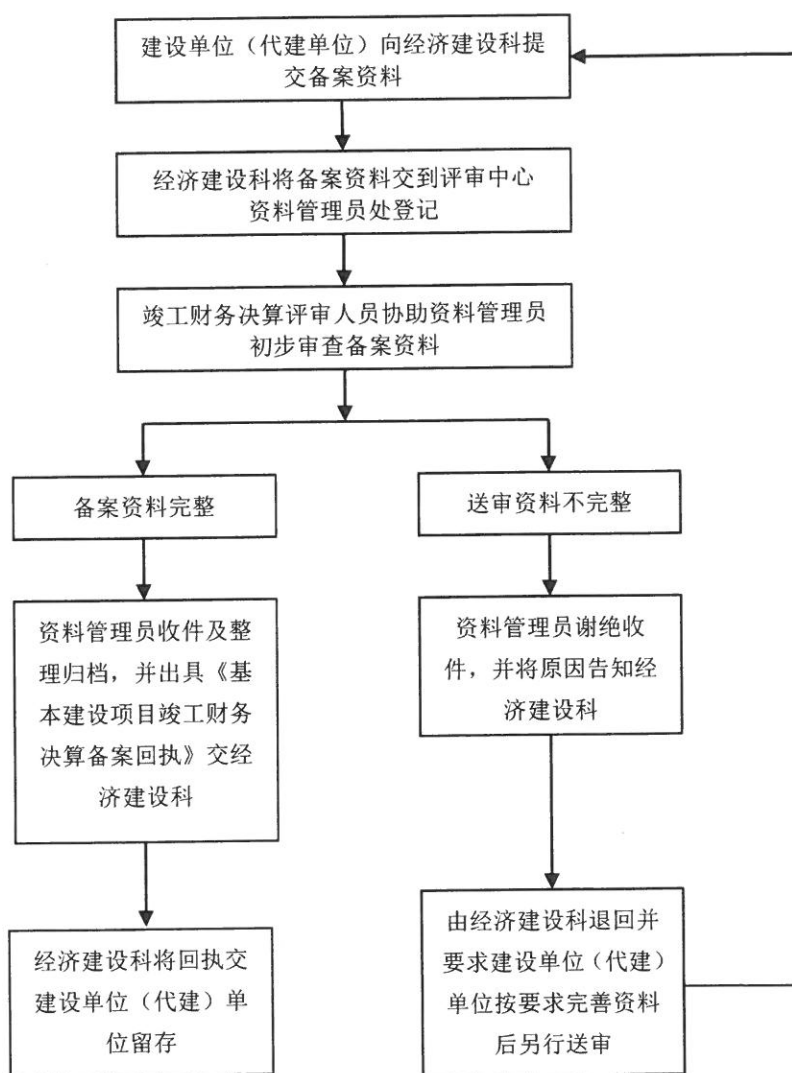 建设单位（代建单位）向经济建设科提
交备案资料
经济建设科将备案资料交到评审中心
资料管理员处登记
竣工财务决算评审人员协助资料管理员
初步审查备案资料
备案资料完整
送审资料不完整
资料管理员收件及整
理归档，并出具《基
本建设项目竣工财务
决算备案回执》交经
济建设科
资料管理员谢绝收
件，并将原因告知经
济建设科
经济建设科将回执交
建设单位（代建）单
位留存
由经济建设科退回并
要求建设单位（代建）
单位按要求完善资料
后另行送审